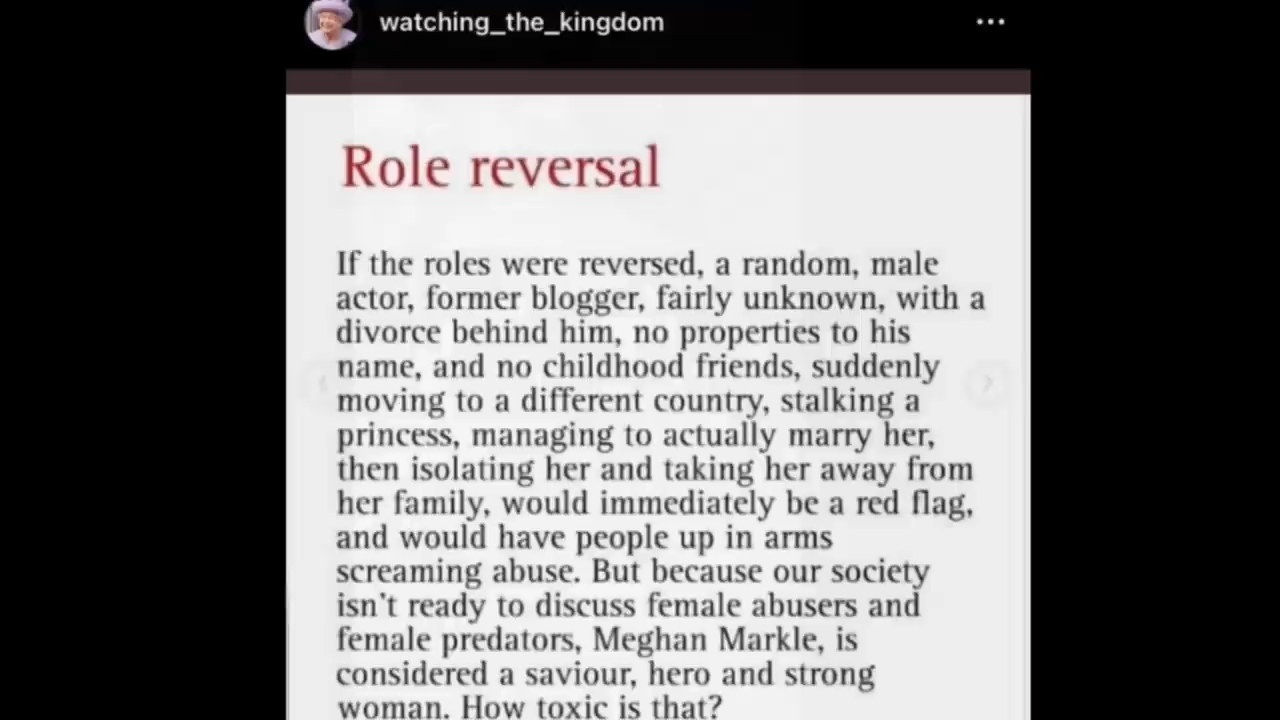 watching_the_kingdom
Role reversal
If the roles were reversed, a random, male
actor, former blogger, fairly unknown, with a
divorce behind him, no properties to his
name, and no childhood friends, suddenly
moving to a different country, stalking a
princess, managing to actually marry her,
then isolating her and taking her away from
her family, would immediately be a red flag,
and would have people up in arms
screaming abuse. But because our society
isn't ready to discuss female abusers and
female predators, Meghan Markle, is
considered a saviour, hero and strong
woman. How toxic is that?